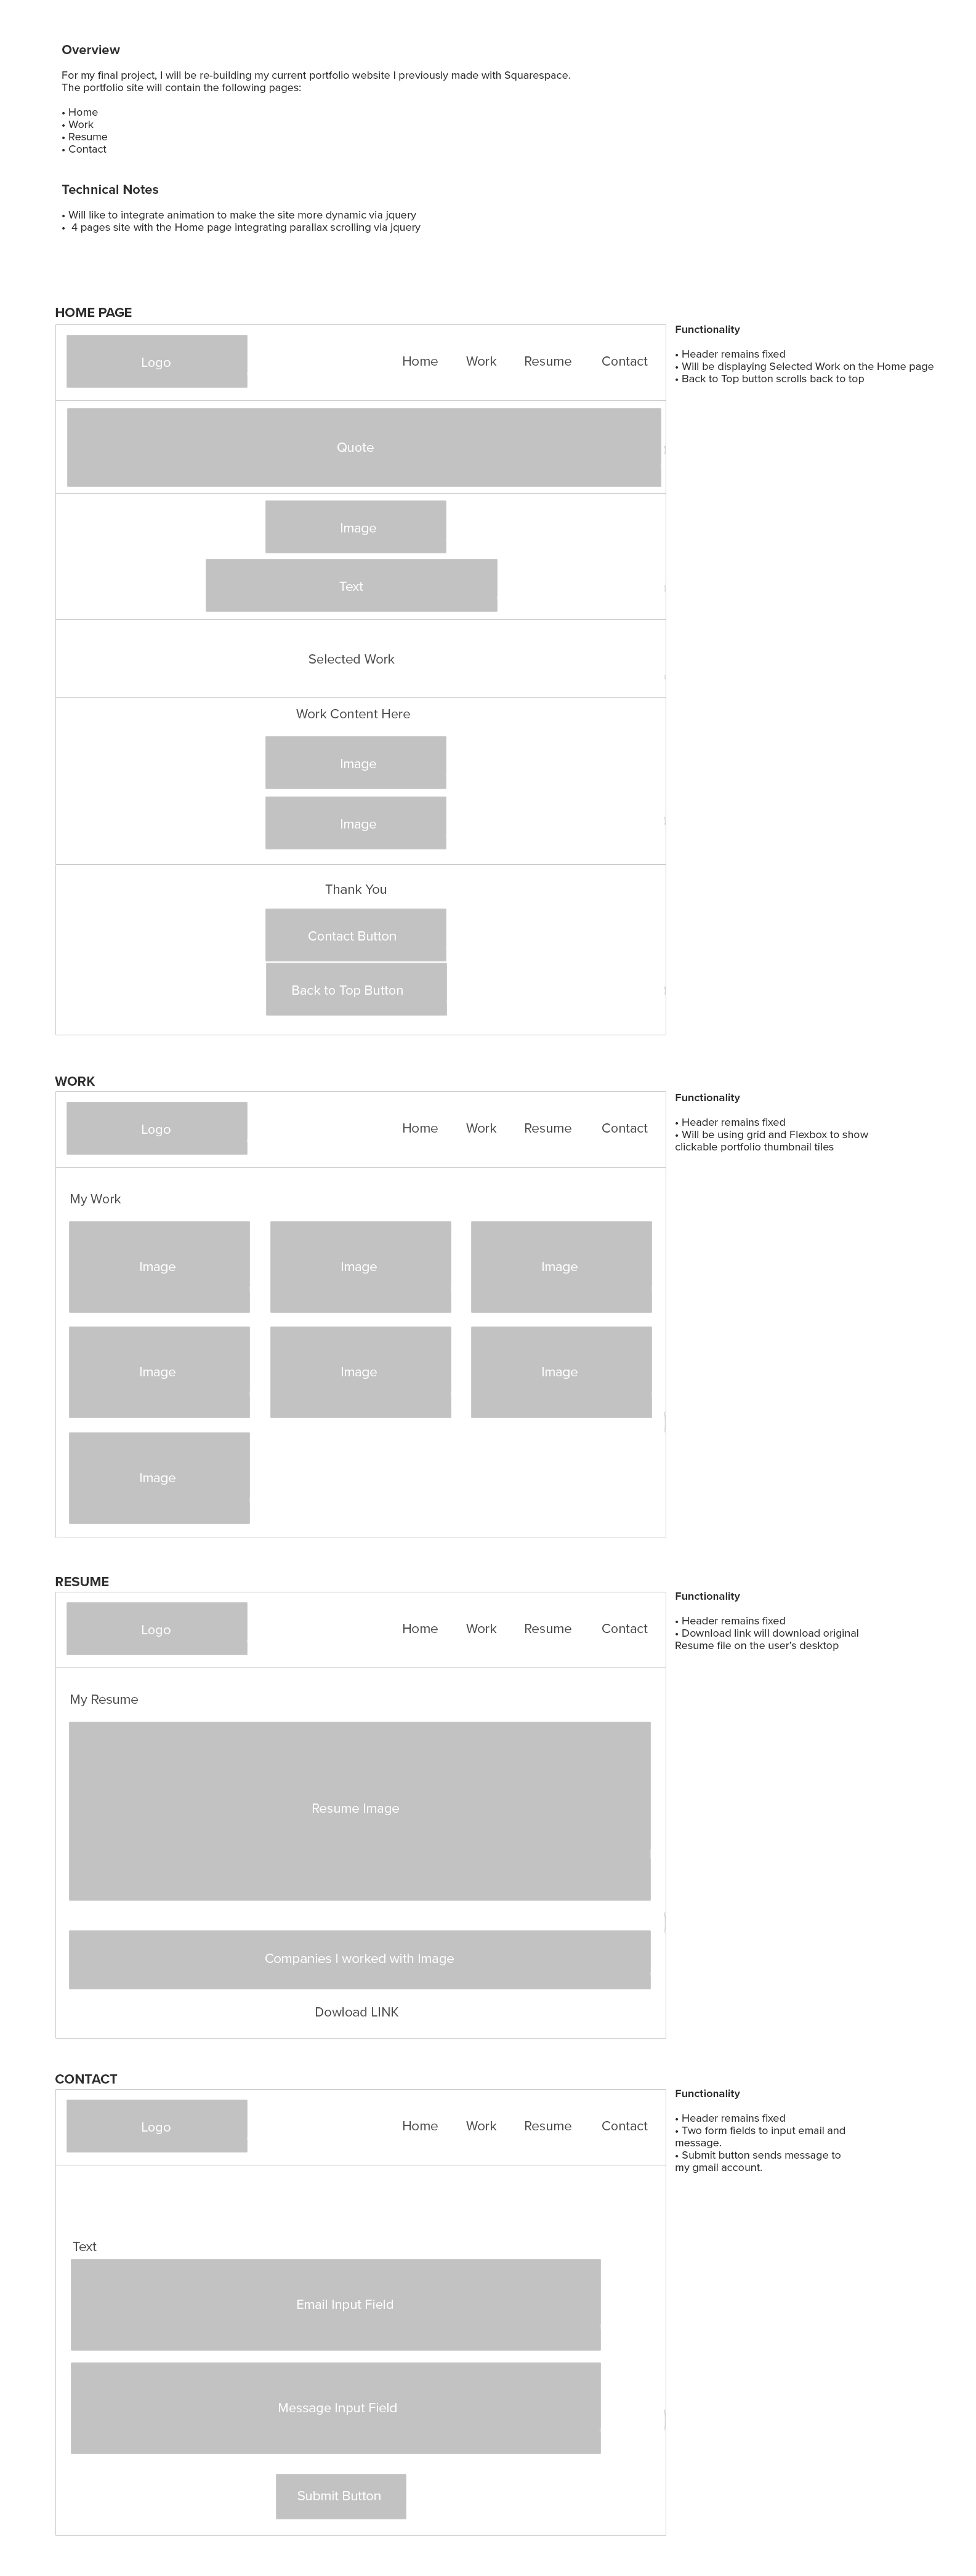 Overview
For my final project, I will be re-building my current portfolio website I previously made with Squarespace.
The portfolio site will contain the following pages:
• Home
• Work
• Resume
• Contact
Technical Notes
• Will like to integrate animation to make the site more dynamic via jquery
• 4 pages site with the Home page integrating parallax scrolling via jquery
HOME PAGE
Logo
Home Work Resume Contact
Quote
Image
Text
Selected Work
Work Content Here
Image
Image
Thank You
Contact Button
Back to Top Button
Functionality
• Header remains fixed
• Will be displaying Selected Work on the Home page
• Back to Top button scrolls back to top
WORK
Logo
Home Work Resume Contact
My Work
Image Image Image
Image Image Image
Image
Functionality
• Header remains fixed
• Will be using grid and Flexbox to show
clickable portfolio thumbnail tiles
RESUME
Logo
Home Work Resume Contact
My Resume
Resume Image
Companies I worked with Image
Dowload LINK
Functionality
• Header remains fixed
• Download link will download original
Resume file on the user's desktop
CONTACT
Logo
Home Work Resume Contact
Text
Email Input Field
Message Input Field
Submit Button
Functionality
• Header remains fixed
• Two form fields to input email and
message.
• Submit button sends message to
my gmail account.